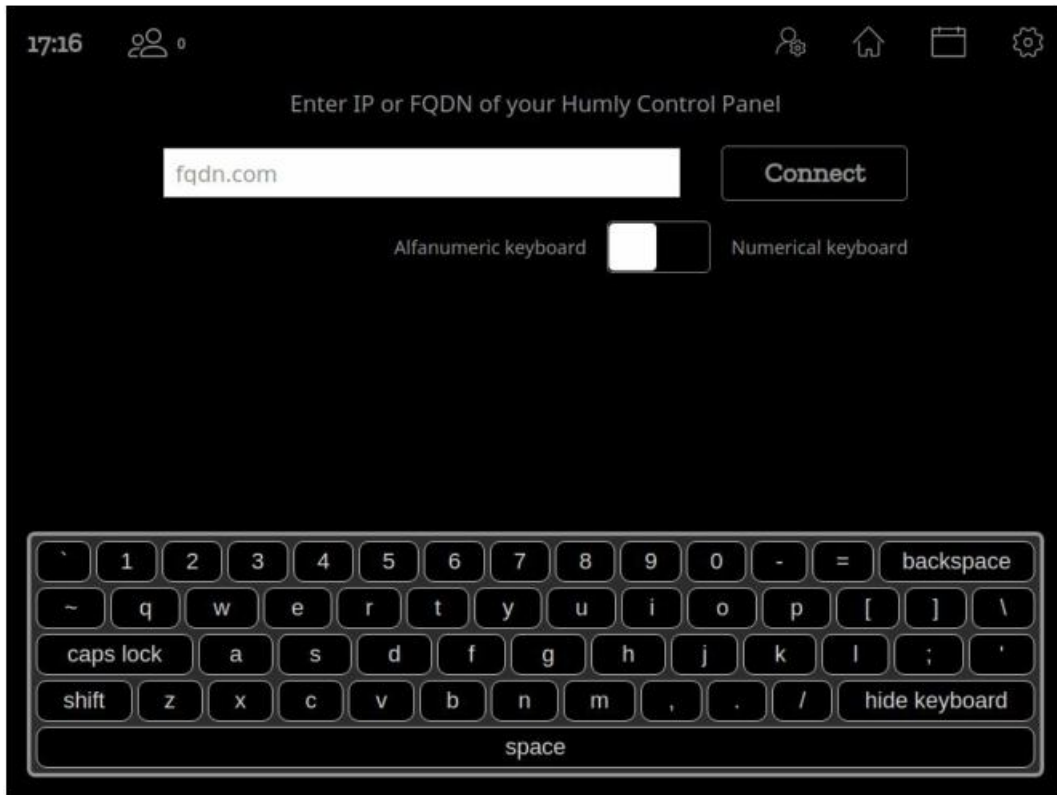 17:16 0
Enter IP or FQDN of your Humly Control Panel
fqdn.com Connect
Alfanumeric keyboard Numerical keyboard
` 1 2 3 4 5 6 7 8 9 0 - = backspace
~ q w e r t y u i o p [ ] \
caps lock a s d f g h j k l ; '
shift z x c v b n m , . / hide keyboard
space